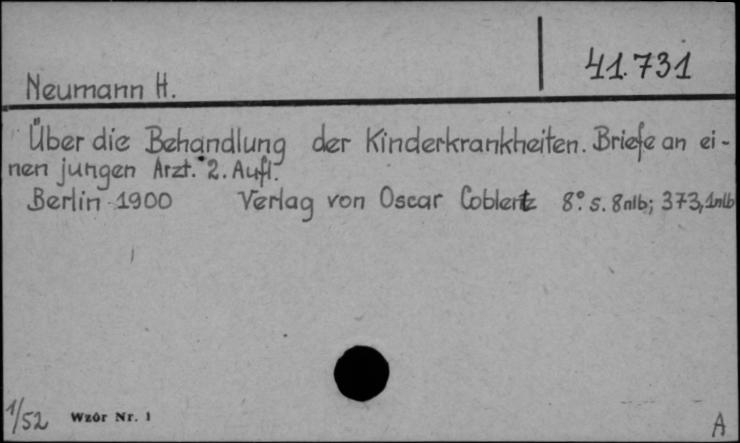 41.731
Neumann H.
Über die Behandlung der Kinderkrankheiten. Briefe an ei-
nen jungen Arzt. 2. Aufl.
Berlin 1900 Verlag von Oscar Coblentz 8° s. 8nlb; 373,1nlb
1/52 Wzór Nr. 1
A